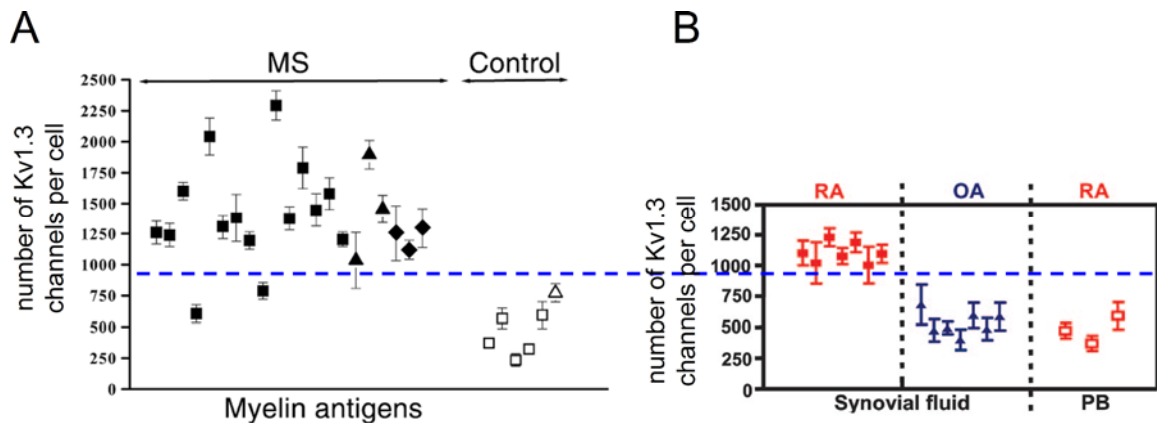 A
MS
Control
number of Kv1.3
channels per cell
2500
2250
2000
1750
1500
1250
1000
750
500
250
0
Myelin antigens
B
RA
OA
RA
number of Kv1.3
channels per cell
1500
1250
1000
750
500
250
0
Synovial fluid
PB